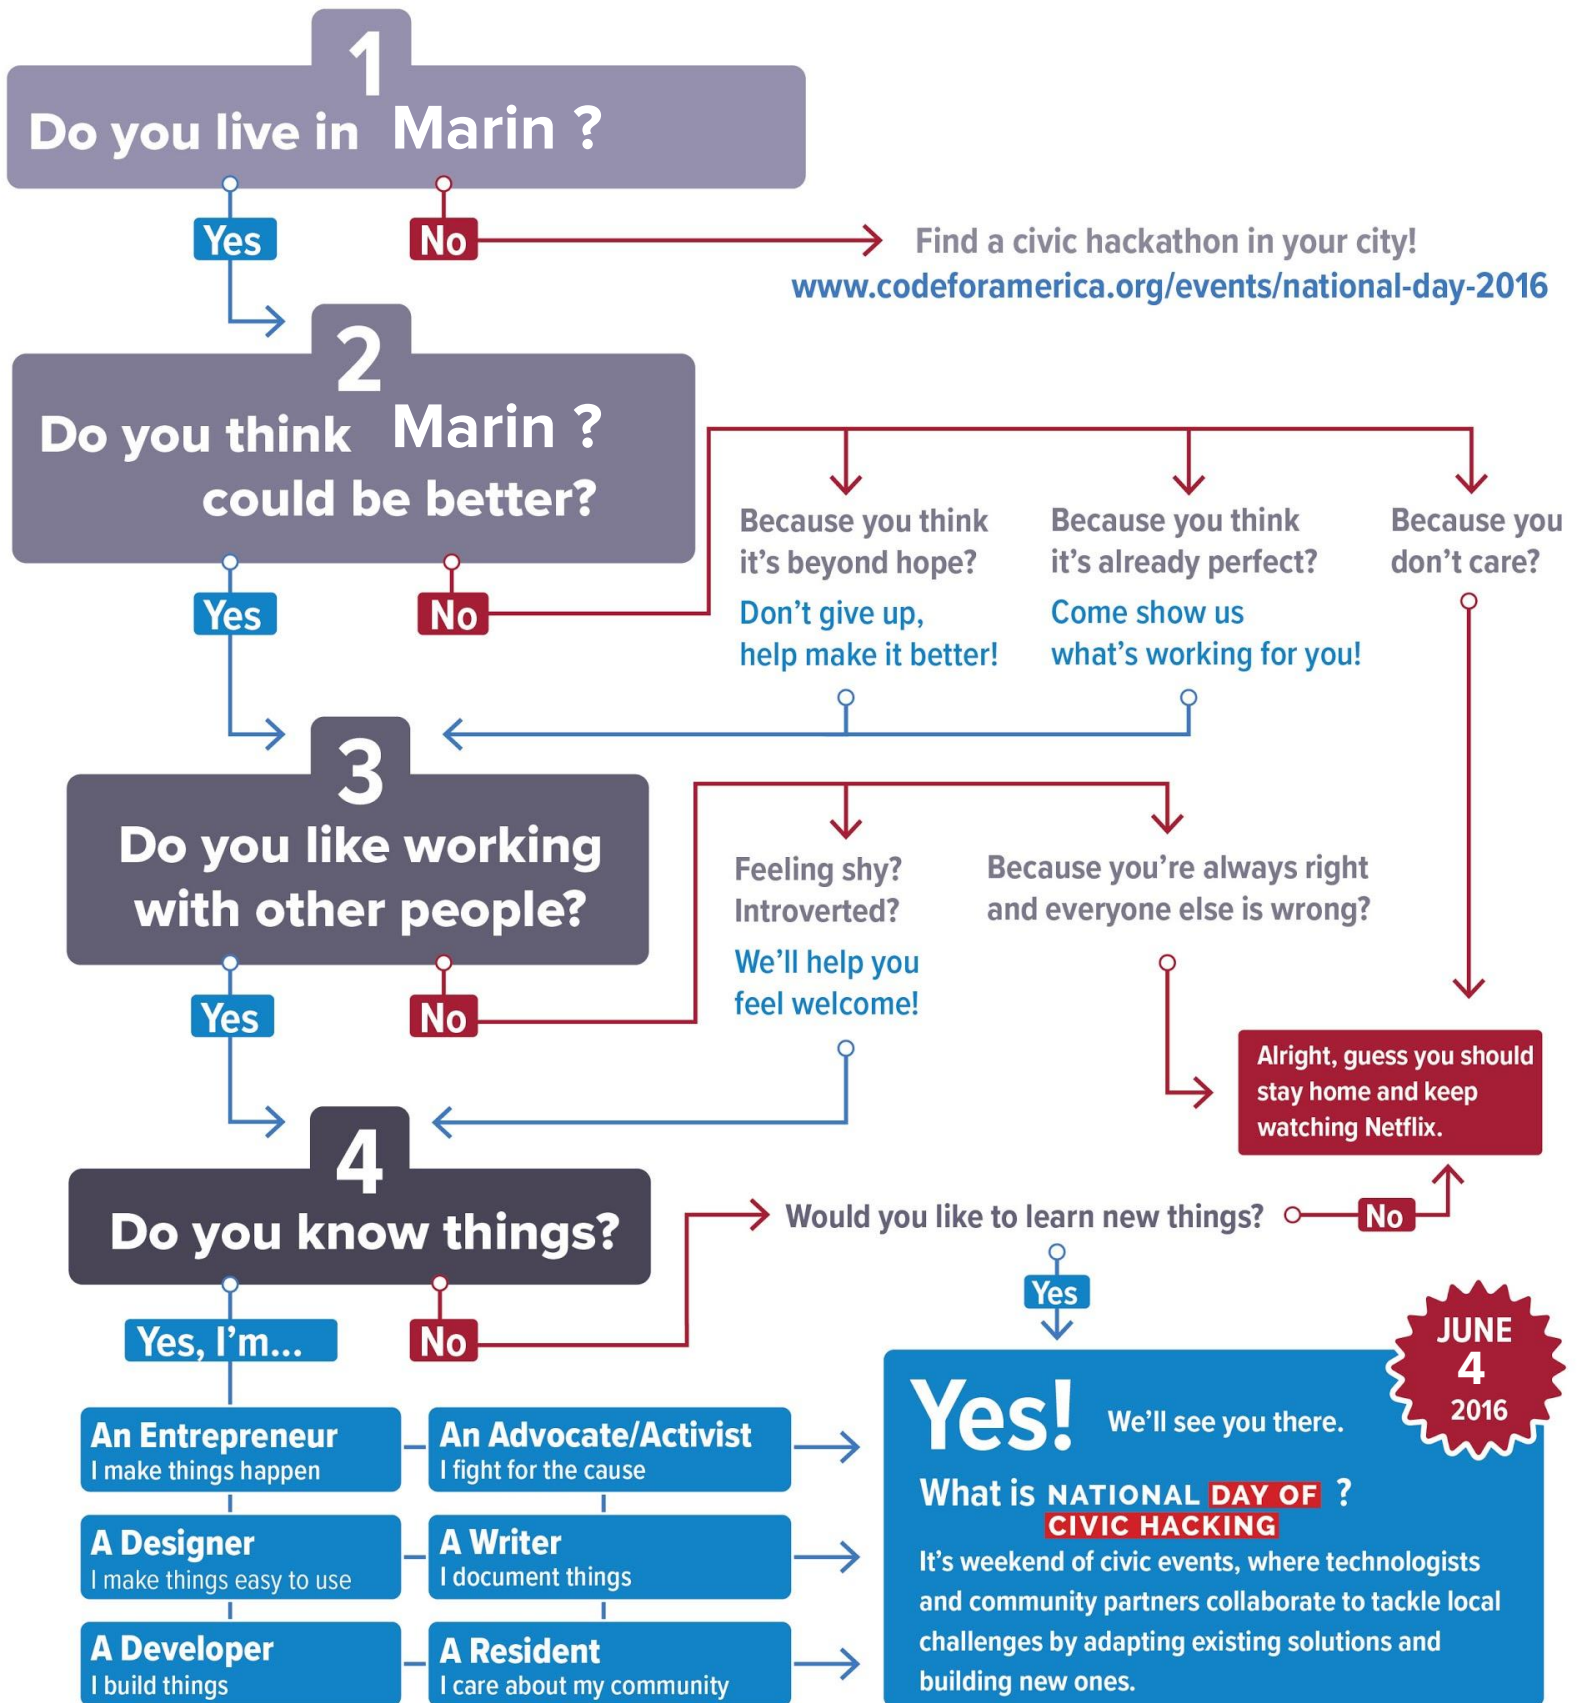 1
Do you live in Marin ?
Yes
No
Find a civic hackathon in your city!
www.codeforamerica.org/events/national-day-2016
2
Do you think Marin ?
could be better?
Yes
No
Because you think
it's beyond hope?
Don't give up,
help make it better!
Because you think
it's already perfect?
Come show us
what's working for you!
Because you
don't care?
3
Do you like working
with other people?
Yes
No
Feeling shy?
Introverted?
We'll help you
feel welcome!
Because you're always right
and everyone else is wrong?
Alright, guess you should
stay home and keep
watching Netflix.
4
Do you know things?
Yes, I'm...
No
Would you like to learn new things?
No
Yes
An Entrepreneur
I make things happen
An Advocate/Activist
I fight for the cause
A Designer
I make things easy to use
A Writer
I document things
A Developer
I build things
A Resident
I care about my community
JUNE
4
2016
Yes! We'll see you there.
What is NATIONAL DAY OF ?
CIVIC HACKING
It's weekend of civic events, where technologists
and community partners collaborate to tackle local
challenges by adapting existing solutions and
building new ones.